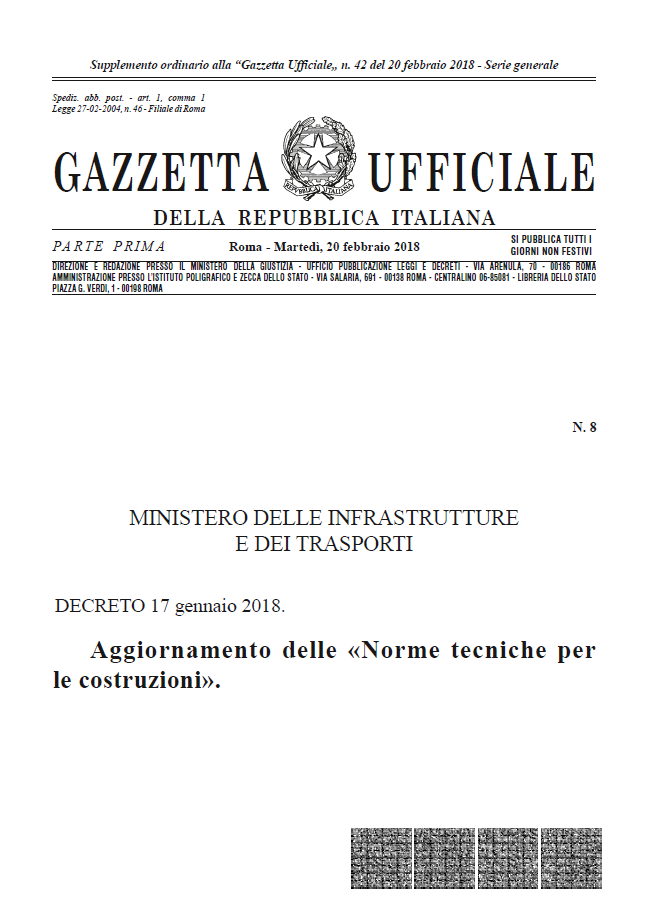 Supplemento ordinario alla “Gazzetta Ufficiale„ n. 42 del 20 febbraio 2018 - Serie generale
Spediz. abb. post. - art. 1, comma 1
Legge 27-02-2004, n. 46 - Filiale di Roma
GAZZETTA UFFICIALE
REPVBBLICA ITALIANA
DELLA REPUBBLICA ITALIANA
PARTE PRIMA
Roma - Martedì, 20 febbraio 2018
SI PUBBLICA TUTTI I
GIORNI NON FESTIVI
DIREZIONE E REDAZIONE PRESSO IL MINISTERO DELLA GIUSTIZIA - UFFICIO PUBBLICAZIONE LEGGI E DECRETI - VIA ARENULA, 70 - 00186 ROMA
AMMINISTRAZIONE PRESSO L'ISTITUTO POLIGRAFICO E ZECCA DELLO STATO - VIA SALARIA, 691 - 00138 ROMA - CENTRALINO 06-85081 - LIBRERIA DELLO STATO
PIAZZA G. VERDI, 1 - 00198 ROMA
N. 8
MINISTERO DELLE INFRASTRUTTURE
E DEI TRASPORTI
DECRETO 17 gennaio 2018.
Aggiornamento delle «Norme tecniche per
le costruzioni».